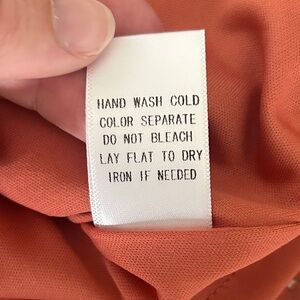 HAND WASH COLD
COLOR SEPARATE
DO NOT BLEACH
LAY FLAT TO DRY
IRON IF NEEDED